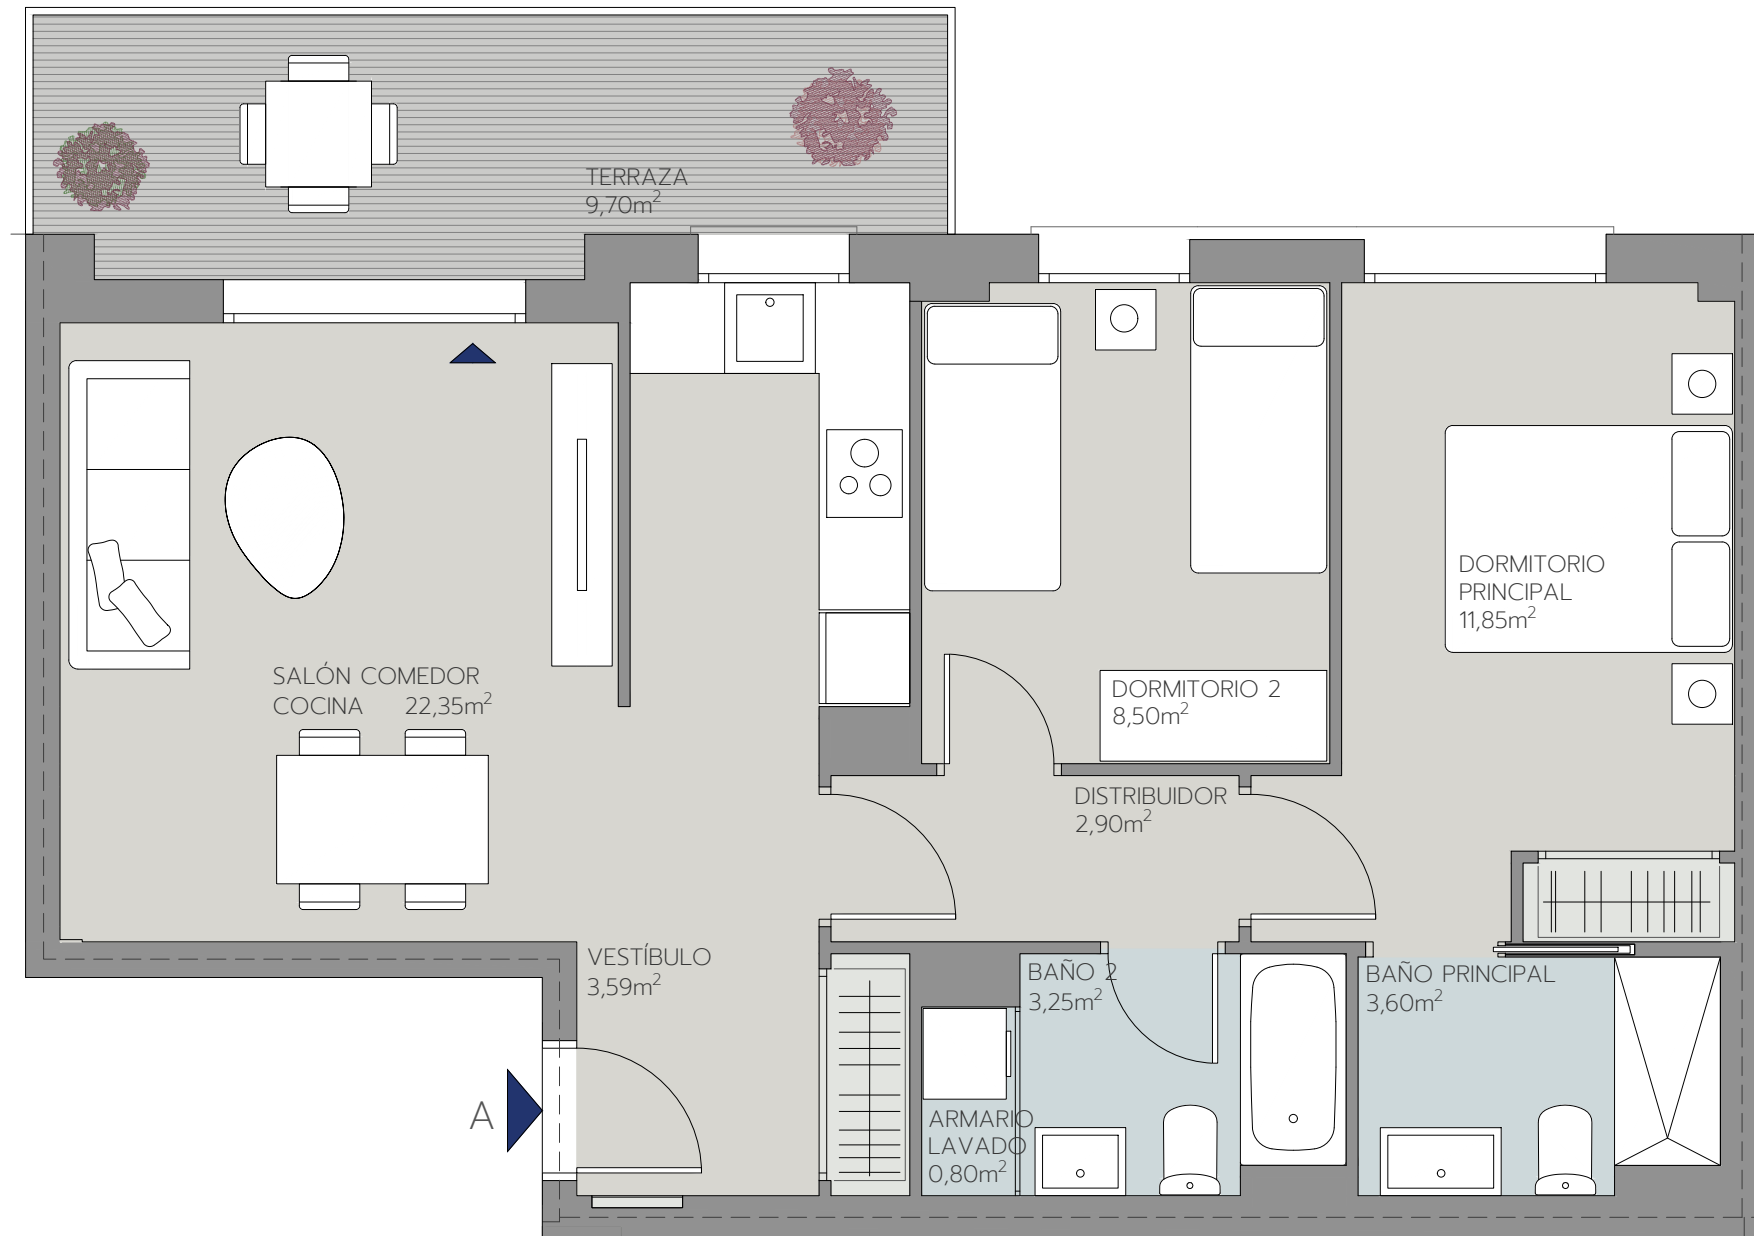 TERRAZA
9,70m²
DORMITORIO
PRINCIPAL
11,85m²
SALÓN COMEDOR
COCINA 22,35m²
DORMITORIO 2
8,50m²
DISTRIBUIDOR
2,90m²
VESTÍBULO
3,59m²
BAÑO 2
3,25m²
BAÑO PRINCIPAL
3,60m²
A
ARMARIO
LAVADO
0,80m²